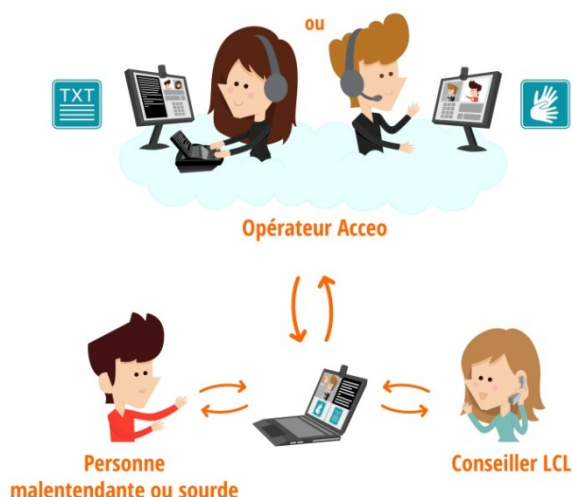 ou
TXT
Opérateur Acceo
Personne
malentendante ou sourde
Conseiller LCL